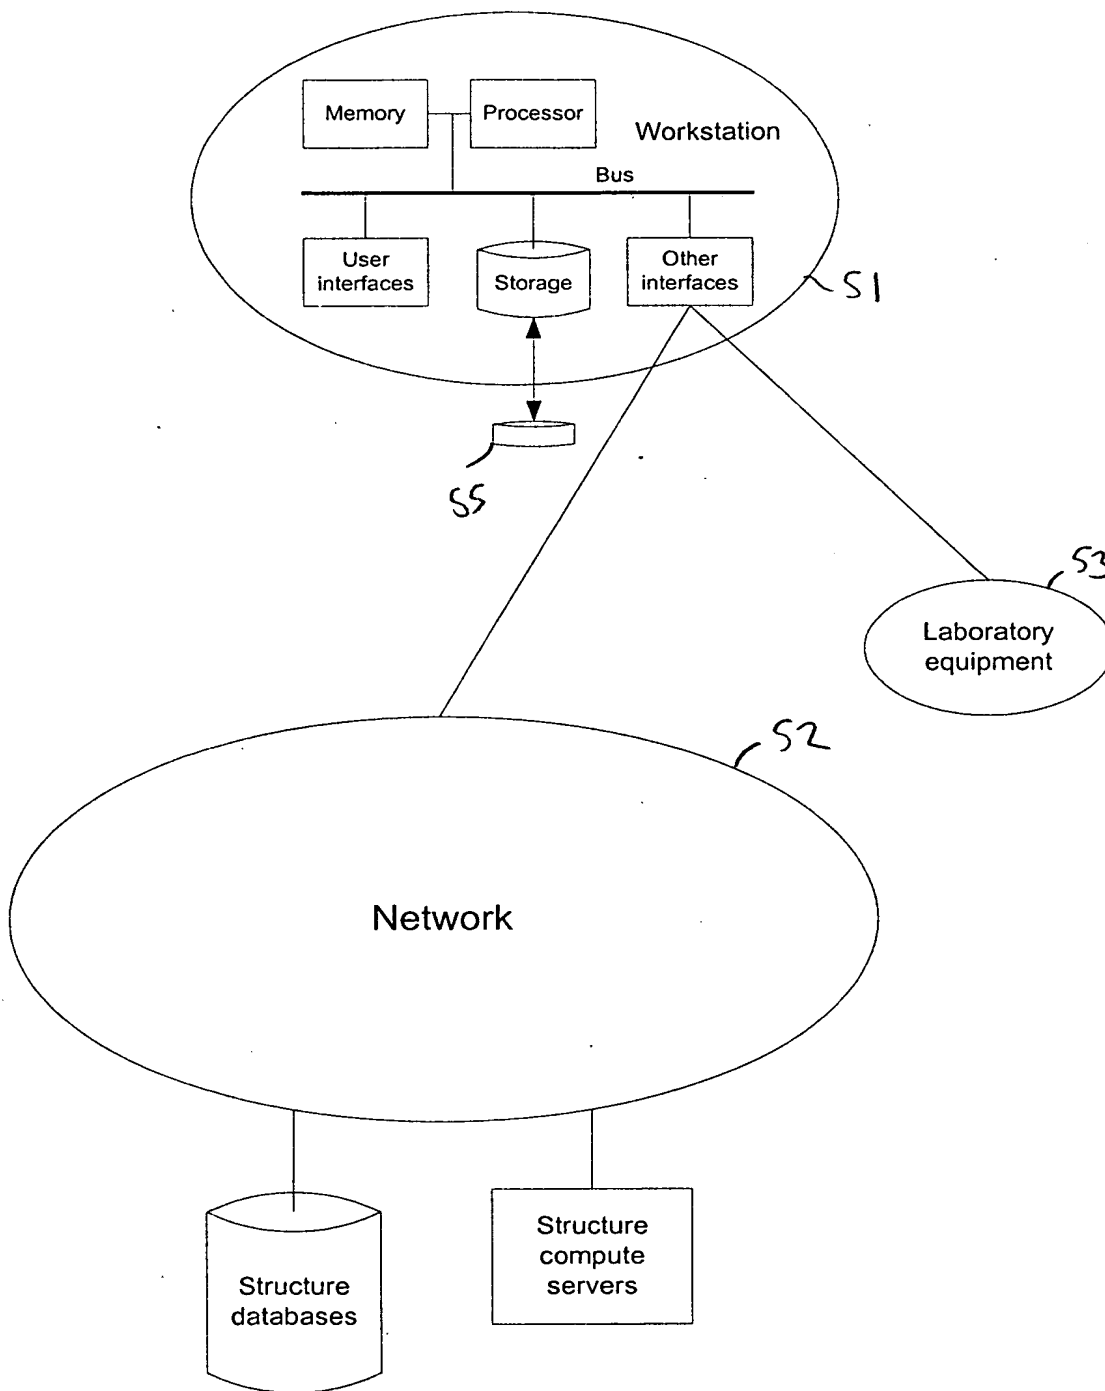 Memory
Processor
Workstation
Bus
User
interfaces
Storage
Other
interfaces
51
55
53
Laboratory
equipment
52
Network
Structure
databases
Structure
compute
servers